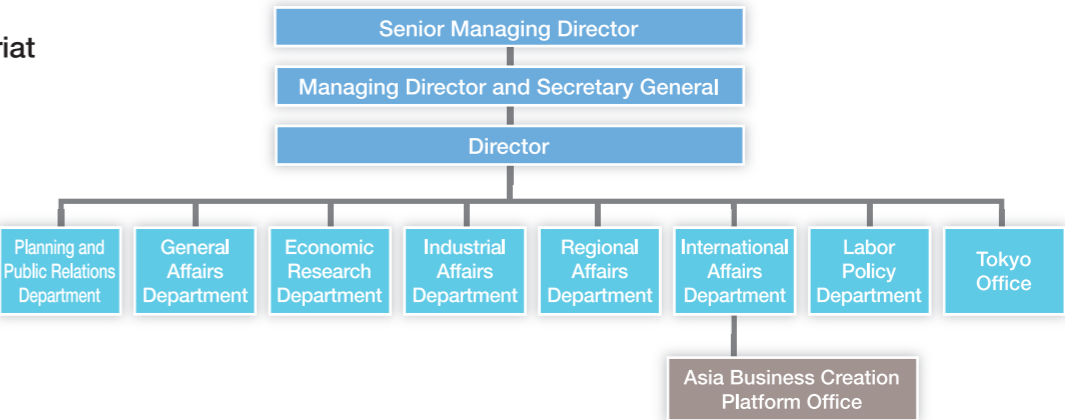 riat
Senior Managing Director
Managing Director and Secretary General
Director
Planning and
Public Relations
Department
General
Affairs
Department
Economic
Research
Department
Industrial
Affairs
Department
Regional
Affairs
Department
International
Affairs
Department
Labor
Policy
Department
Tokyo
Office
Asia Business Creation
Platform Office